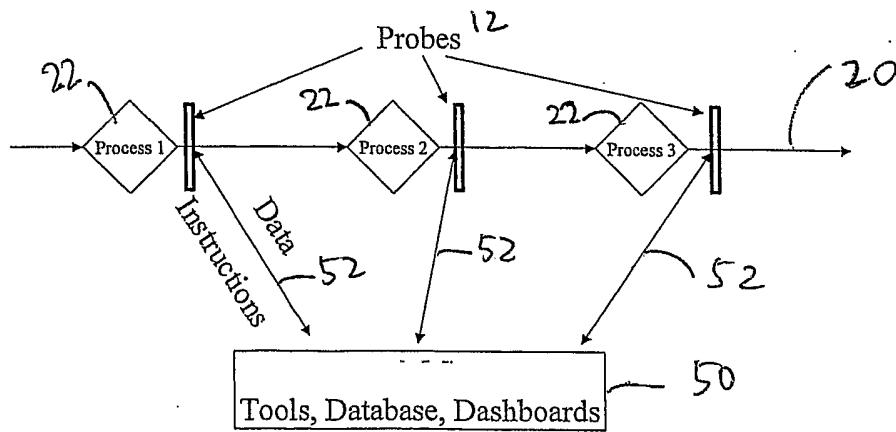 Probes 12
22
22
22
20
Process 1
Process 2
Process 3
Data
Instructions
52
52
52
50
Tools, Database, Dashboards